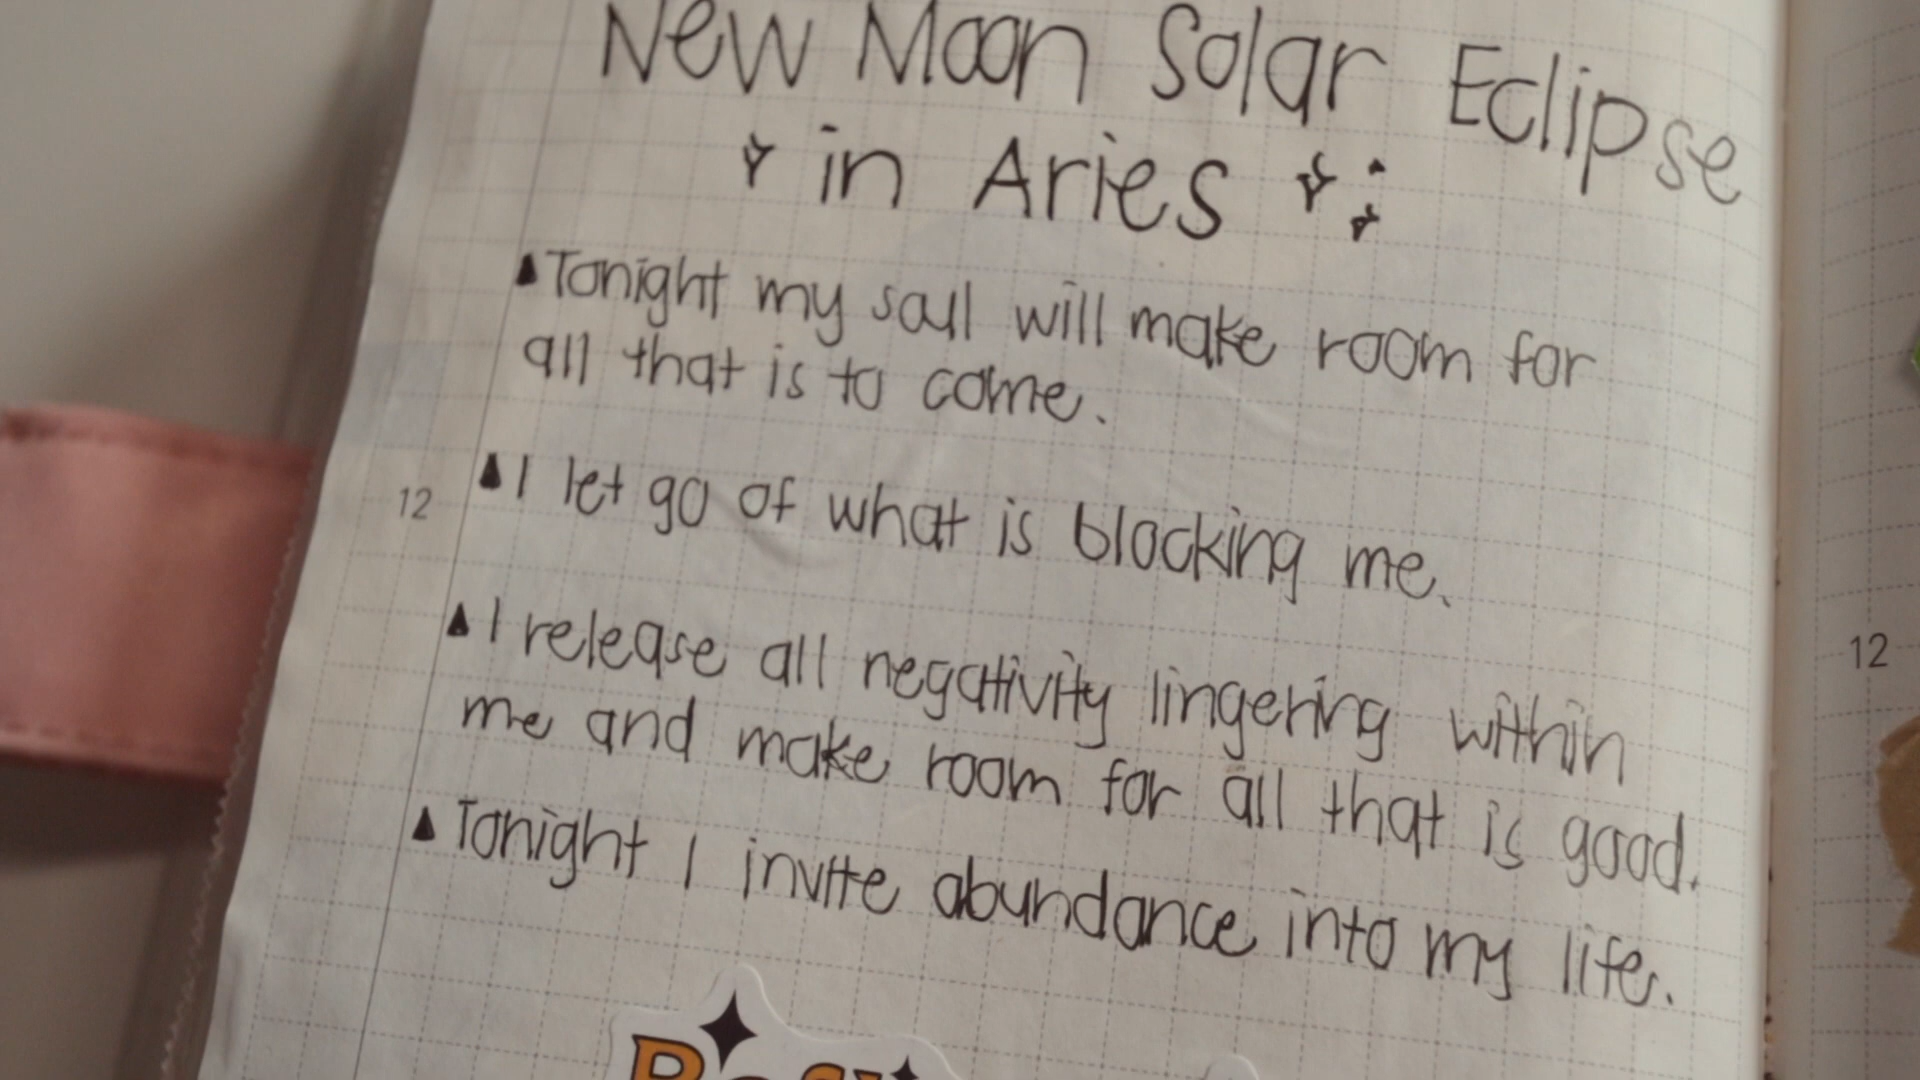 New Moon Solar Eclipse
in Aries
Tonight my soul will make room for
all that is to come.
12
I let go of what is blocking me.
I release all negativity lingering within
me and make room for all that is good.
12
Tonight I invite abundance into my life.